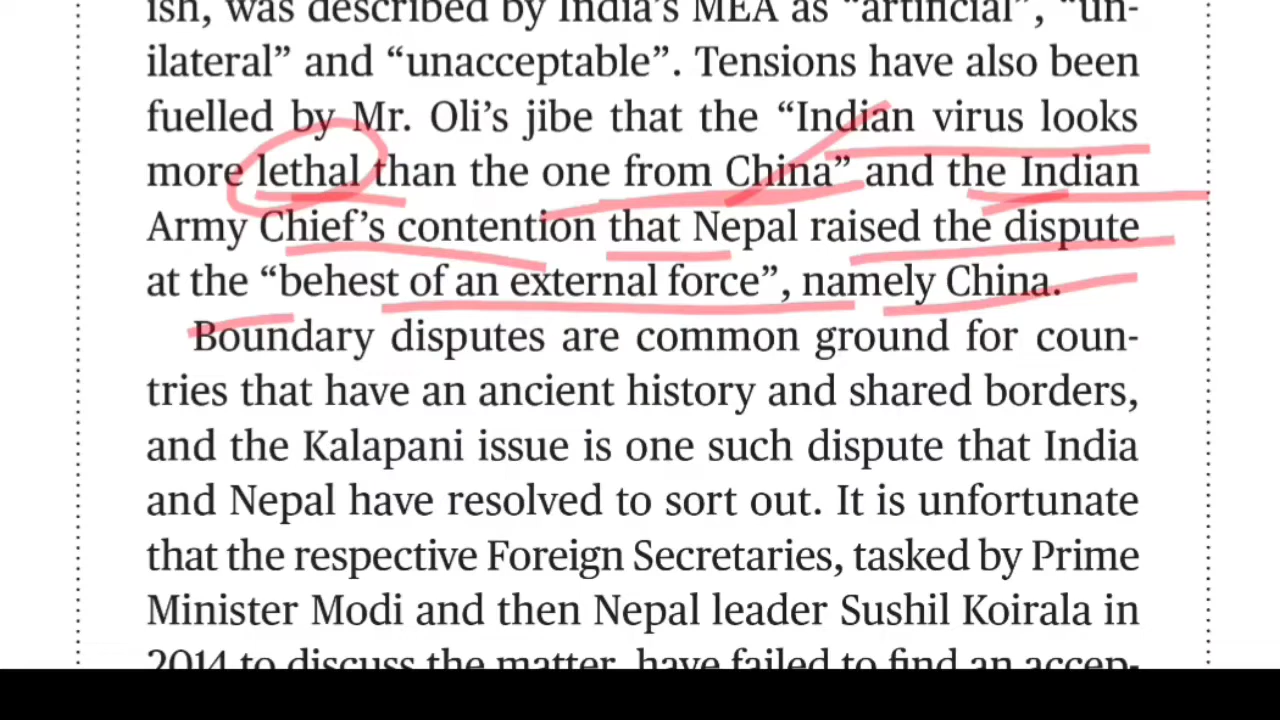 ish, was described by India’s MEA as “artificial”, “un-
ilateral” and “unacceptable”. Tensions have also been
fuelled by Mr. Oli’s jibe that the “Indian virus looks
more lethal than the one from China” and the Indian
Army Chief’s contention that Nepal raised the dispute
at the “behest of an external force”, namely China.
Boundary disputes are common ground for coun-
tries that have an ancient history and shared borders,
and the Kalapani issue is one such dispute that India
and Nepal have resolved to sort out. It is unfortunate
that the respective Foreign Secretaries, tasked by Prime
Minister Modi and then Nepal leader Sushil Koirala in
2014 to discuss the matter, have failed to find an accep-